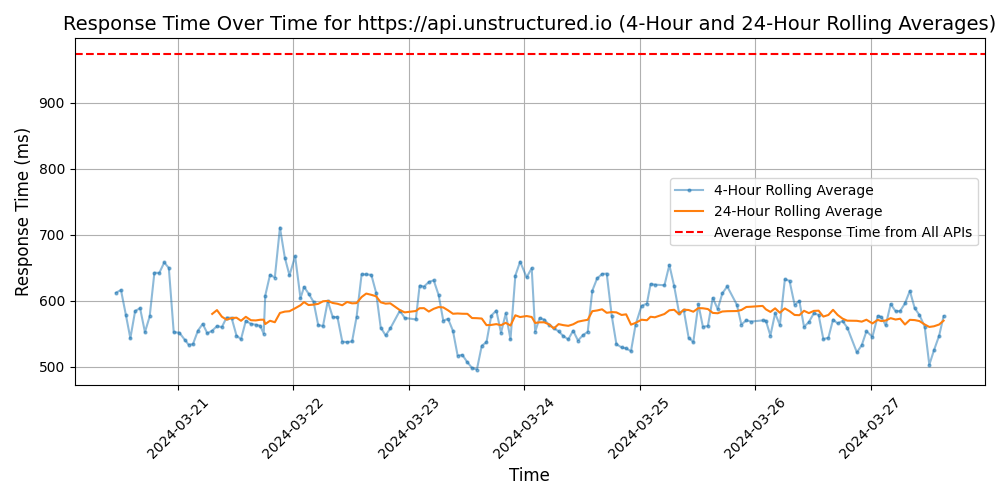 Response Time Over Time for https://api.unstructured.io (4-Hour and 24-Hour Rolling Averages)
Response Time (ms)
900
800
700
600
500
4-Hour Rolling Average
24-Hour Rolling Average
Average Response Time from All APIs
2024-03-21
2024-03-22
2024-03-23
2024-03-24
2024-03-25
2024-03-26
2024-03-27
Time